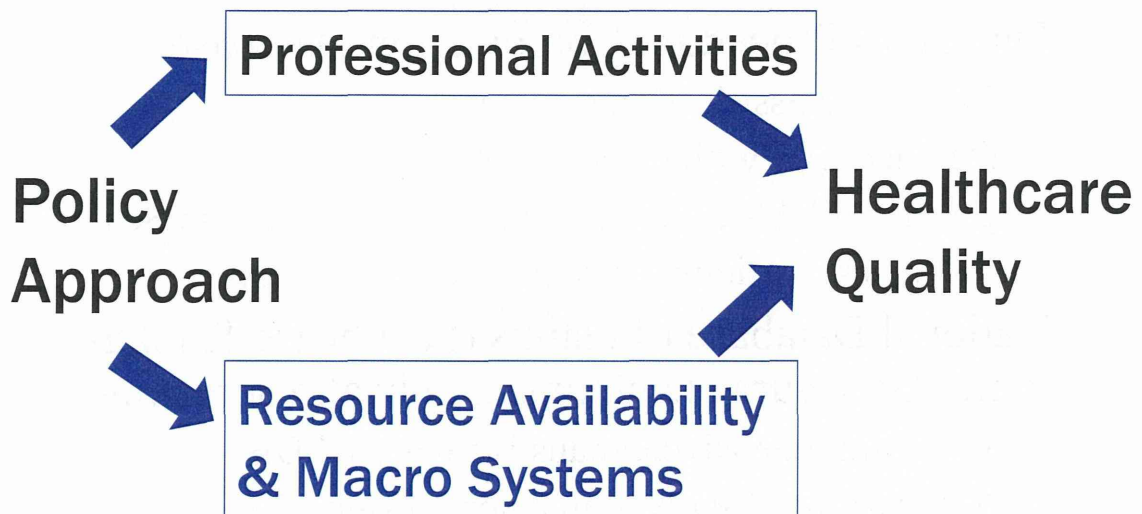 Professional Activities
Policy
Approach
Healthcare
Quality
Resource Availability
& Macro Systems